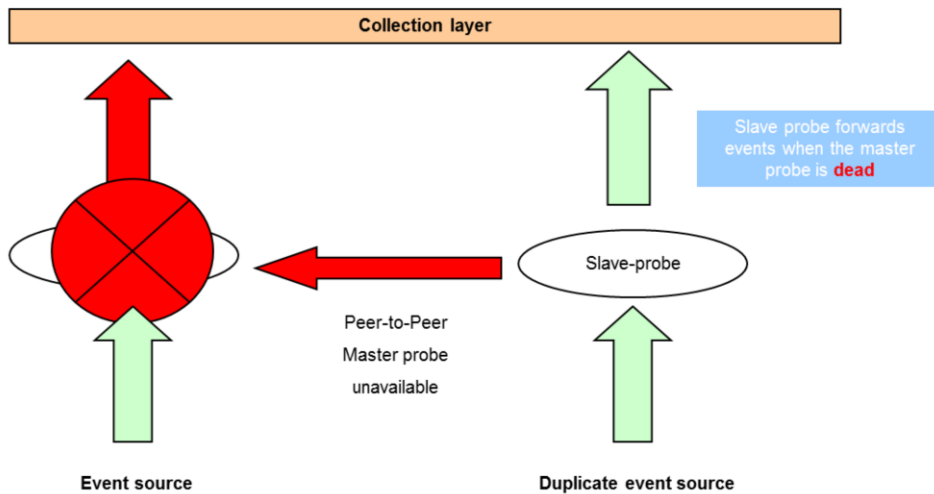 Collection layer
Slave probe forwards
events when the master
probe is dead
Slave-probe
Peer-to-Peer
Master probe
unavailable
Event source
Duplicate event source